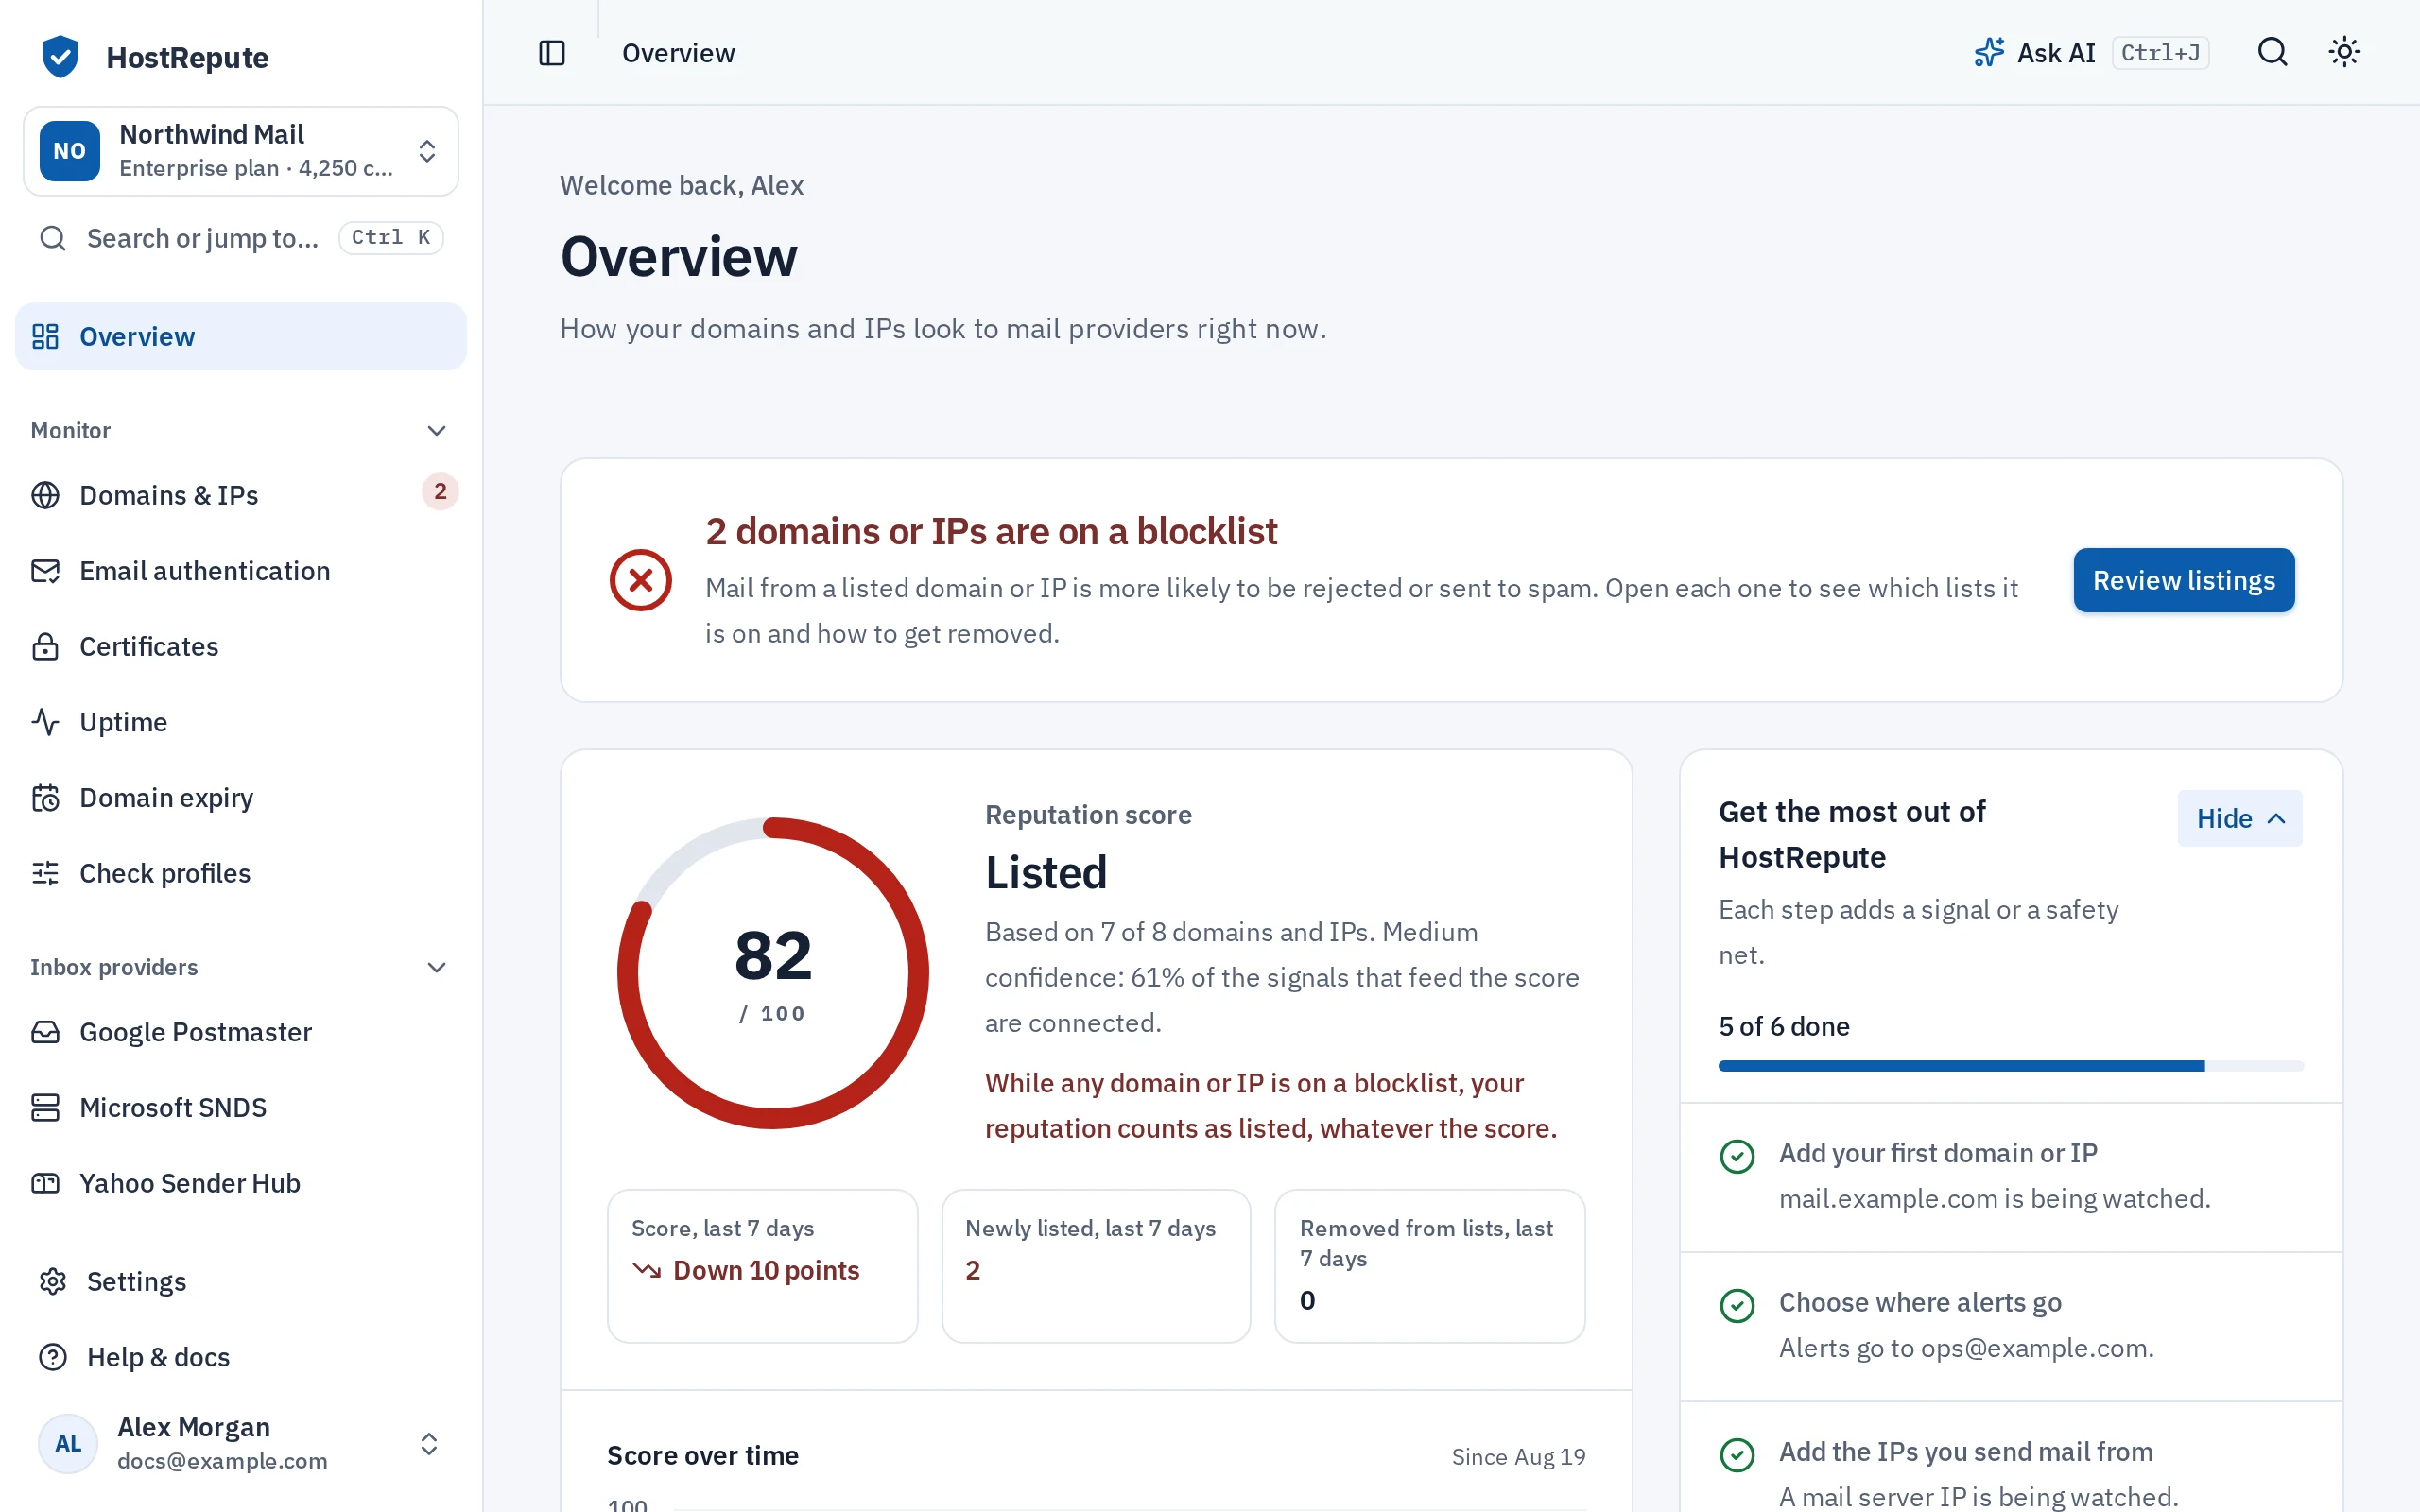 HostRepute
NO
Northwind Mail
Enterprise plan · 4,250 c...
Search or jump to...
Ctrl K
Overview
Monitor
Domains & IPs
2
Email authentication
Certificates
Uptime
Domain expiry
Check profiles
Inbox providers
Google Postmaster
Microsoft SNDS
Yahoo Sender Hub
Settings
Help & docs
AL
Alex Morgan
docs@example.com
Overview
Ask AI
Ctrl+J
Welcome back, Alex
Overview
How your domains and IPs look to mail providers right now.
2 domains or IPs are on a blocklist
Mail from a listed domain or IP is more likely to be rejected or sent to spam. Open each one to see which lists it
is on and how to get removed.
Review listings
82
/ 100
Reputation score
Listed
Based on 7 of 8 domains and IPs. Medium
confidence: 61% of the signals that feed the score
are connected.
While any domain or IP is on a blocklist, your
reputation counts as listed, whatever the score.
Score, last 7 days
Down 10 points
Newly listed, last 7 days
2
Removed from lists, last
7 days
0
Score over time
Since Aug 19
100
Get the most out of
HostRepute
Hide
Each step adds a signal or a safety
net.
5 of 6 done
Add your first domain or IP
mail.example.com is being watched.
Choose where alerts go
Alerts go to ops@example.com.
Add the IPs you send mail from
A mail server IP is being watched.